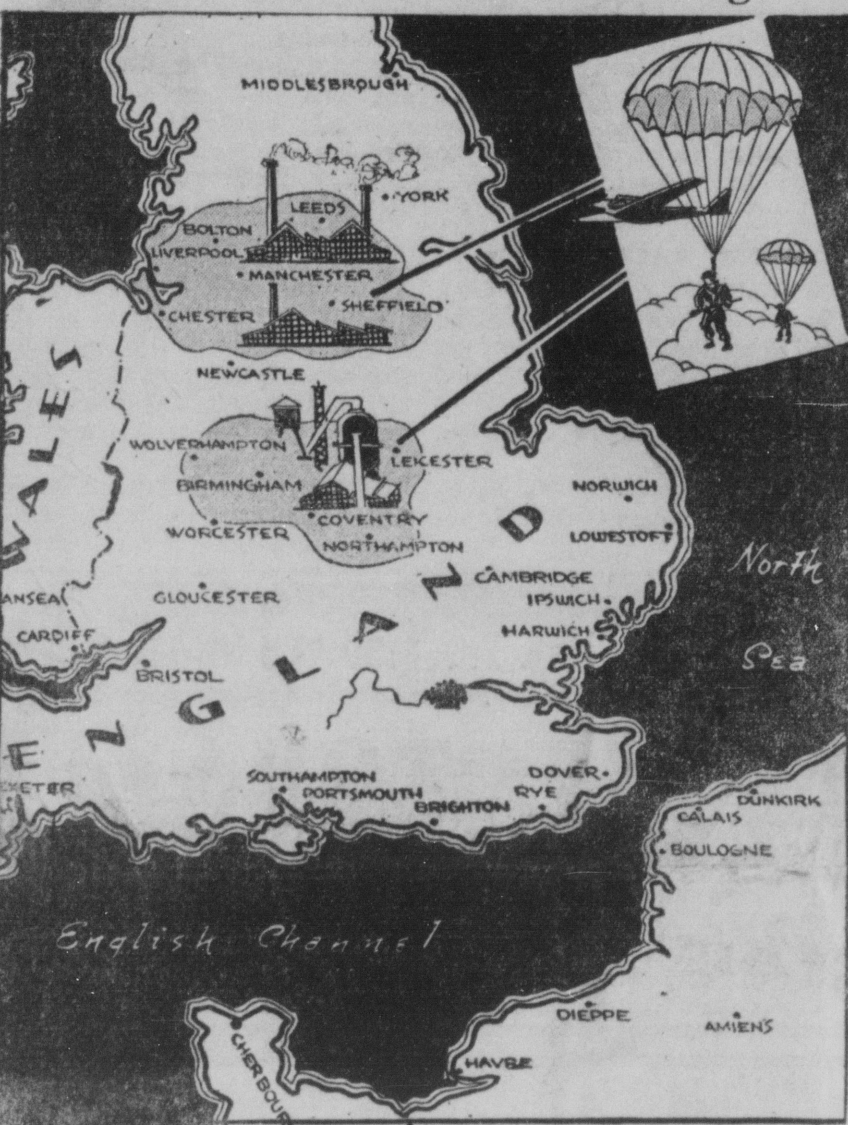 MIDDLESBROUGH
YORK
LEEDS
BOLTON
LIVERPOOL
MANCHESTER
SHEFFIELD
CHESTER
NEWCASTLE
WALES
WOLVERHAMPTON
LEICESTER
BIRMINGHAM
NORWICH
COVENTRY
WORCESTER
LOWESTOFT
NORTHAMPTON
North
Sea
CAMBRIDGE
ANSEA
GLOUCESTER
IPSWICH
CARDIFF
HARWICH
BRISTOL
ENGLAND
EXETER
SOUTHAMPTON
DOVER
PORTSMOUTH
RYE
BRIGHTON
DUNKIRK
CALAIS
BOULOGNE
English Channel
DIEPPE
AMIENS
CHERBOUR
HAVRE